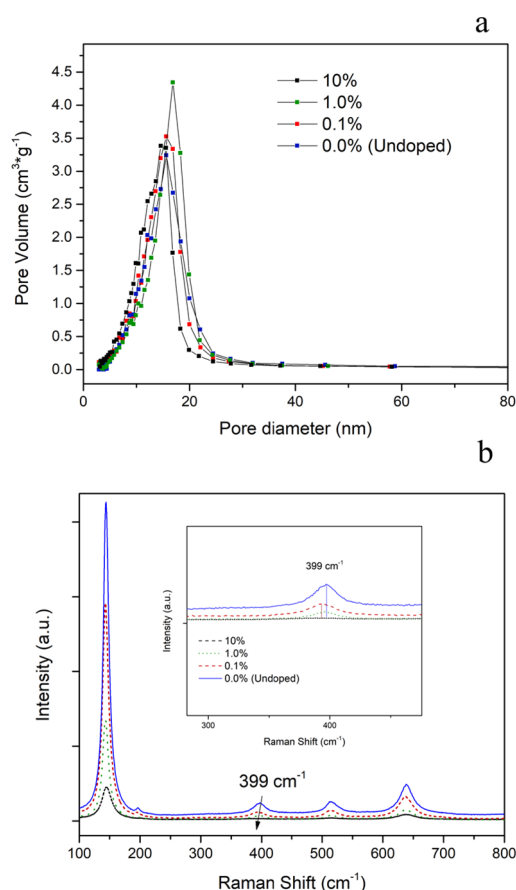 a
Pore Volume (cm³*g⁻¹)
4.5
4.0
3.5
3.0
2.5
2.0
1.5
1.0
0.5
0.0
10%
1.0%
0.1%
0.0% (Undoped)
0 20 40 60 80
Pore diameter (nm)
b
Intensity (a.u.)
399 cm⁻¹
Intensity (a.u.)
10%
1.0%
0.1%
0.0% (Undoped)
300 400
Raman Shift (cm⁻¹)
399 cm⁻¹
100 200 300 400 500 600 700 800
Raman Shift (cm⁻¹)